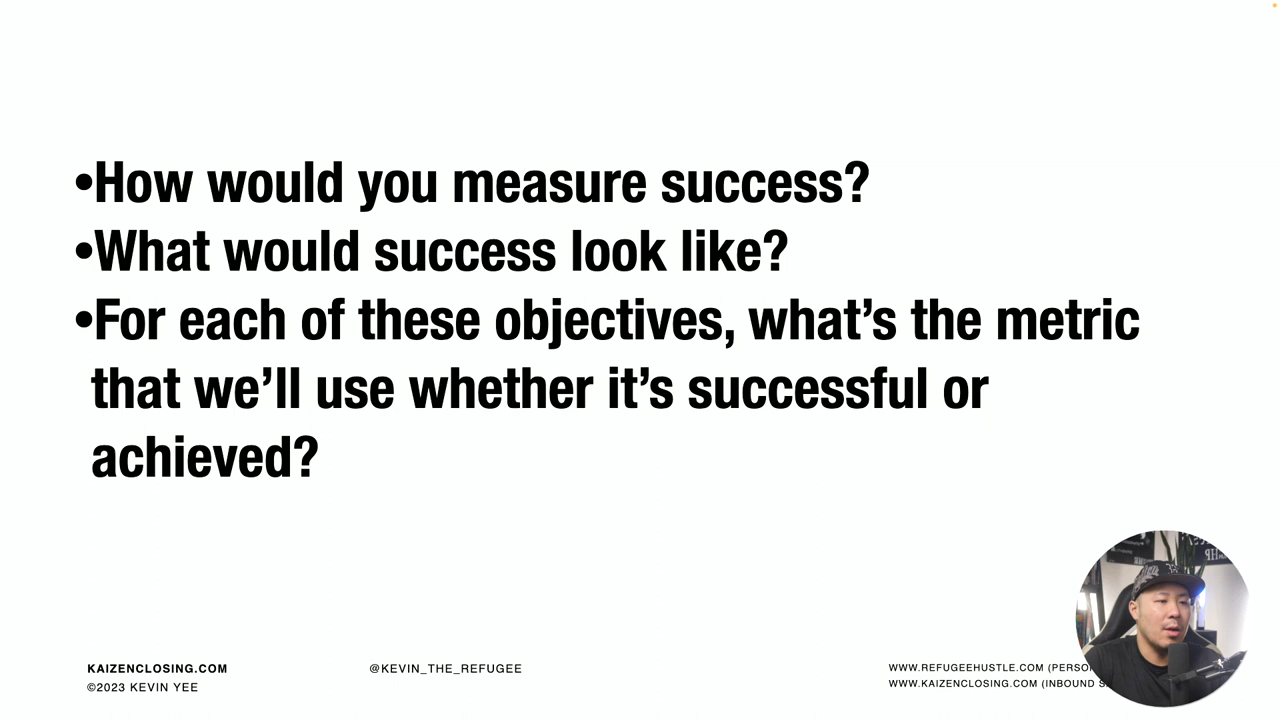 •How would you measure success?
•What would success look like?
•For each of these objectives, what’s the metric
that we’ll use whether it’s successful or
achieved?
KAIZENCLOSING.COM
©2023 KEVIN YEE
@KEVIN_THE_REFUGEE
WWW.REFUGEEHUSTLE.COM
WWW.KAIZENCLOSING.COM (INBOUND